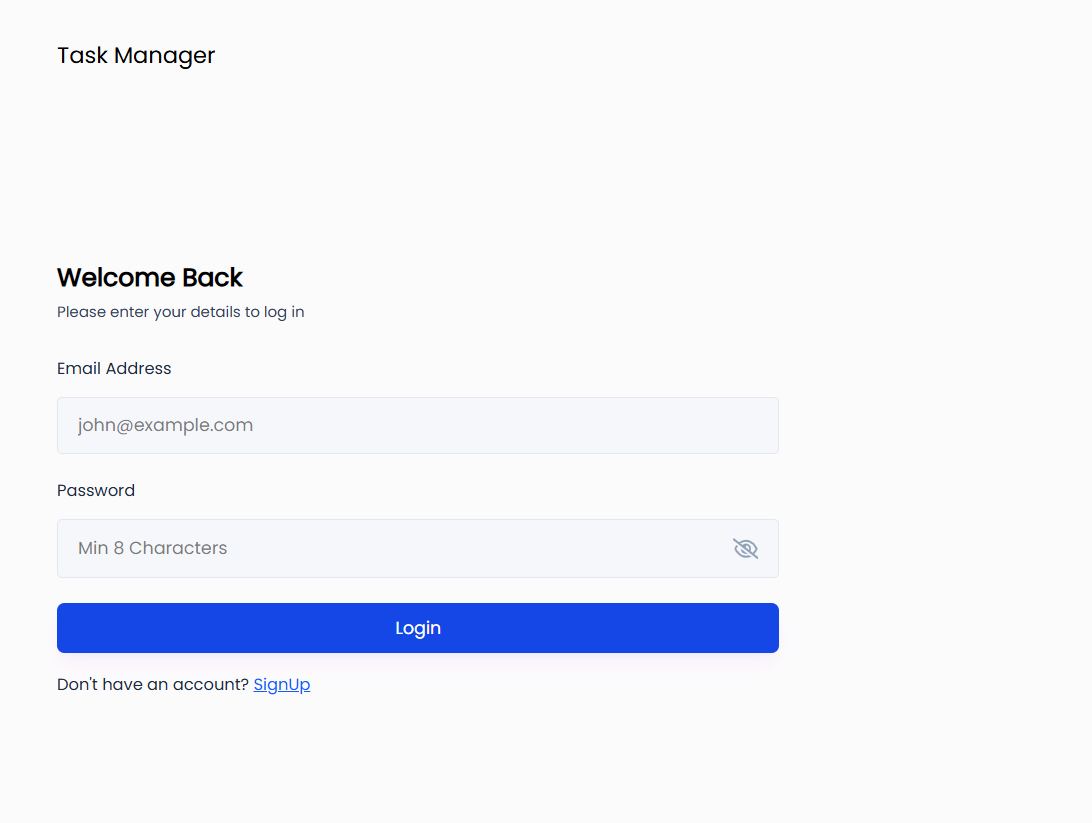 Task Manager
Welcome Back
Please enter your details to log in
Email Address
john@example.com
Password
Min 8 Characters
Login
Don't have an account? SignUp